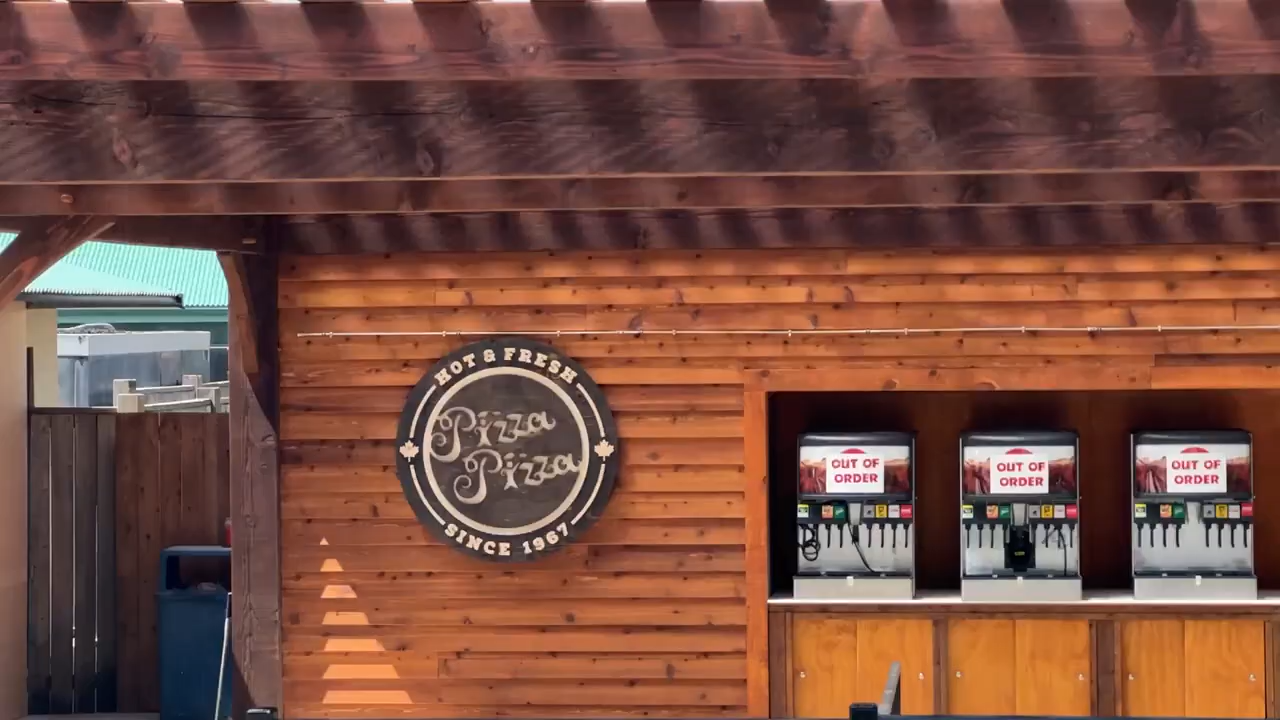 HOT & FRESH
Pizza
Pizza
SINCE 1967
OUT OF
ORDER
OUT OF
ORDER
OUT OF
ORDER